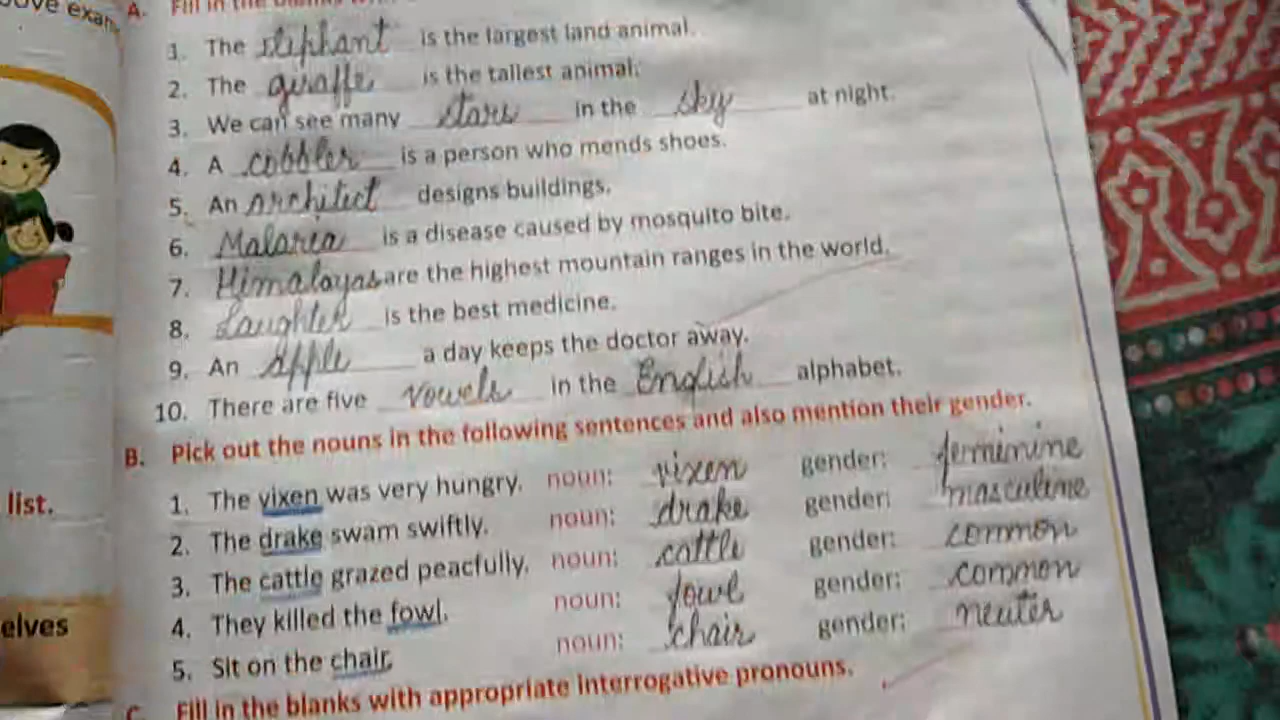 A. Fill in the blanks
1. The elephant is the largest land animal.
2. The giraffe is the tallest animal.
3. We can see many stars in the sky at night.
4. A cobbler is a person who mends shoes.
5. An architect designs buildings.
6. Malaria is a disease caused by mosquito bite.
7. Himalayas are the highest mountain ranges in the world.
8. Laughter is the best medicine.
9. An apple a day keeps the doctor away.
10. There are five vowels in the English alphabet.
B. Pick out the nouns in the following sentences and also mention their gender.
1. The vixen was very hungry. noun: vixen gender: femminine
2. The drake swam swiftly. noun: drake gender: masculine
3. The cattle grazed peacfully. noun: cattle gender: common
4. They killed the fowl. noun: fowl gender: common
5. Sit on the chair. noun: chair gender: neuter
C. Fill in the blanks with appropriate interrogative pronouns.
list.
elves